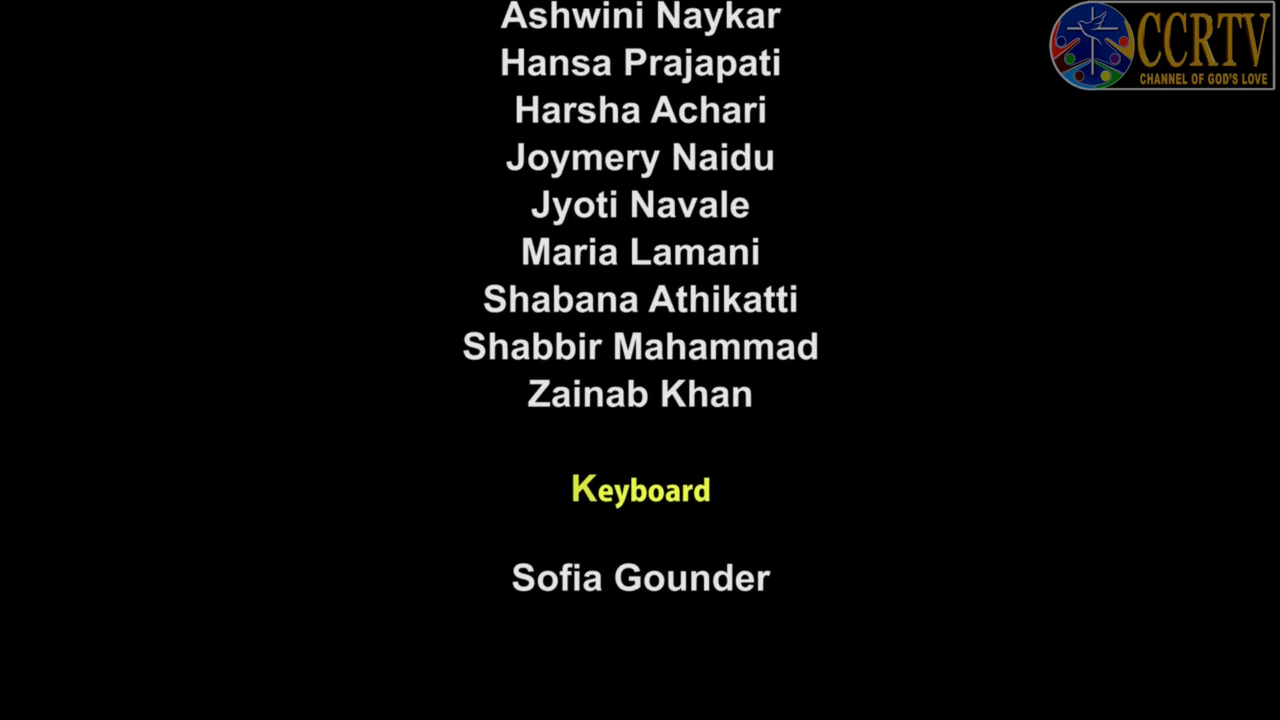 Ashwini Naykar
Hansa Prajapati
Harsha Achari
Joymery Naidu
Jyoti Navale
Maria Lamani
Shabana Athikatti
Shabbir Mahammad
Zainab Khan
Keyboard
Sofia Gounder
CCRTV
CHANNEL OF GOD'S LOVE